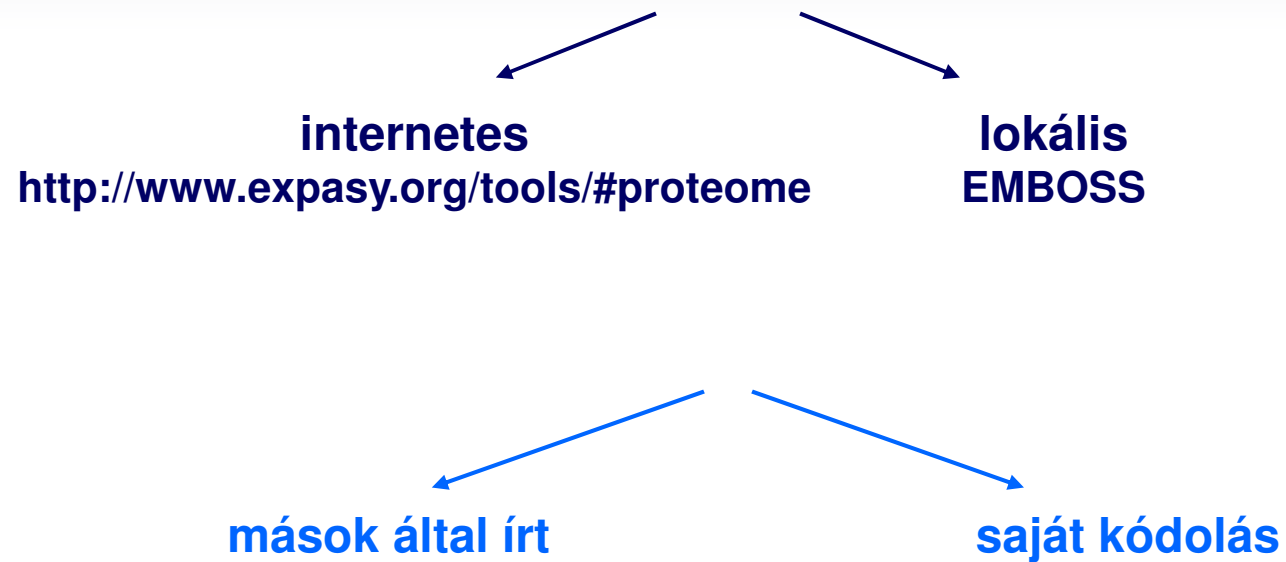 internetes
http://www.expasy.org/tools/#proteome
lokális
EMBOSS
mások által írt
saját kódolás